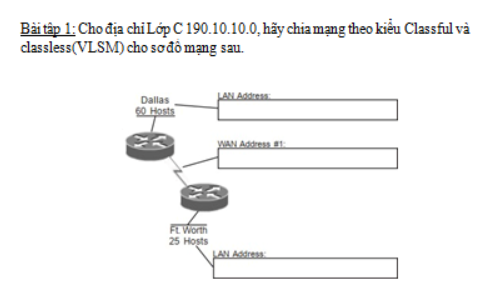 Bài tập 1: Cho địa chỉ Lớp C 190.10.10.0, hãy chia mạng theo kiểu Classful và
classless(VLSM) cho sơ đồ mạng sau.
LAN Address:
Dallas
60 Hosts
WAN Address #1:
Ft. Worth
25 Hosts
LAN Address: